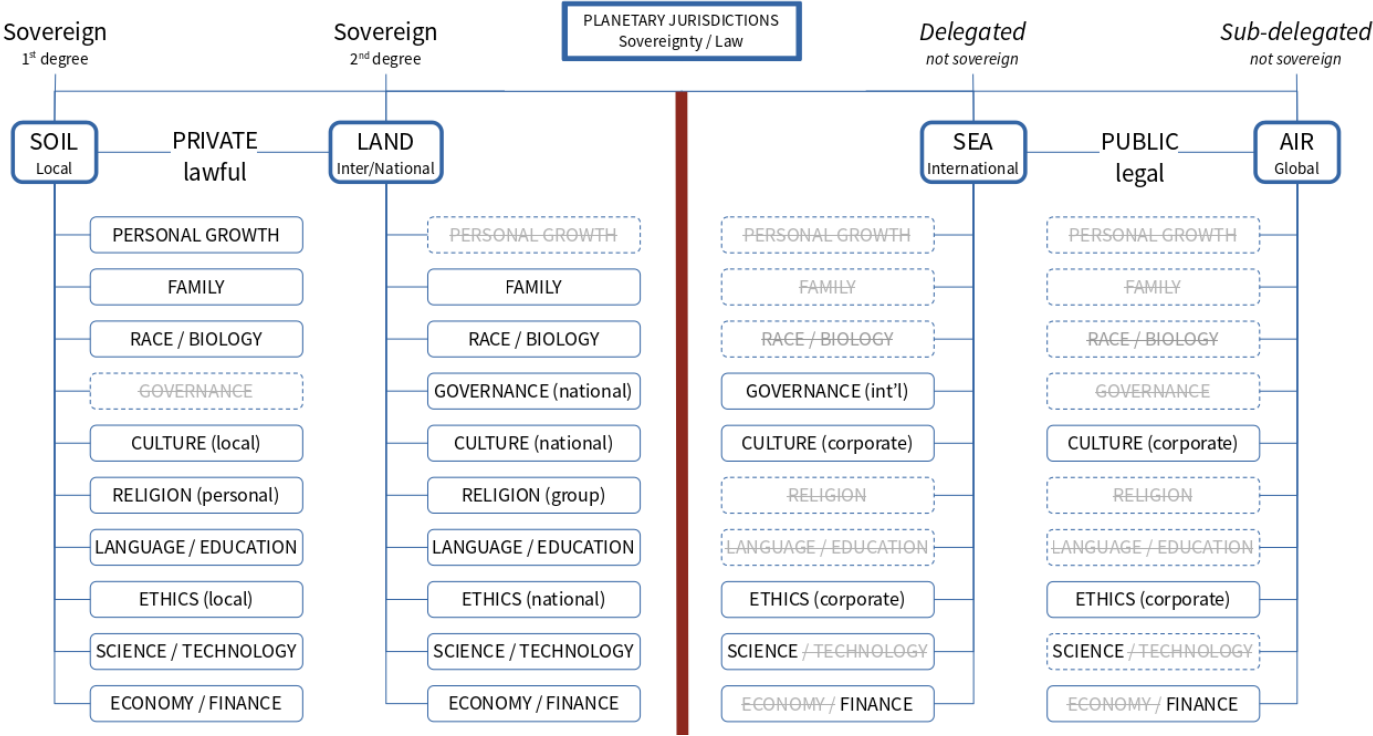 PLANETARY JURISDICTIONS
Sovereignty / Law
Sovereign
1st degree
Sovereign
2nd degree
Delegated
not sovereign
Sub-delegated
not sovereign
SOIL
Local
PRIVATE
lawful
LAND
Inter/National
SEA
International
PUBLIC
legal
AIR
Global
PERSONAL GROWTH
FAMILY
RACE / BIOLOGY
GOVERNANCE
CULTURE (local)
RELIGION (personal)
LANGUAGE / EDUCATION
ETHICS (local)
SCIENCE / TECHNOLOGY
ECONOMY / FINANCE
PERSONAL GROWTH
FAMILY
RACE / BIOLOGY
GOVERNANCE (national)
CULTURE (national)
RELIGION (group)
LANGUAGE / EDUCATION
ETHICS (national)
SCIENCE / TECHNOLOGY
ECONOMY / FINANCE
PERSONAL GROWTH
FAMILY
RACE / BIOLOGY
GOVERNANCE (int'l)
CULTURE (corporate)
RELIGION
LANGUAGE / EDUCATION
ETHICS (corporate)
SCIENCE / TECHNOLOGY
ECONOMY / FINANCE
PERSONAL GROWTH
FAMILY
RACE / BIOLOGY
GOVERNANCE
CULTURE (corporate)
RELIGION
LANGUAGE / EDUCATION
ETHICS (corporate)
SCIENCE / TECHNOLOGY
ECONOMY / FINANCE